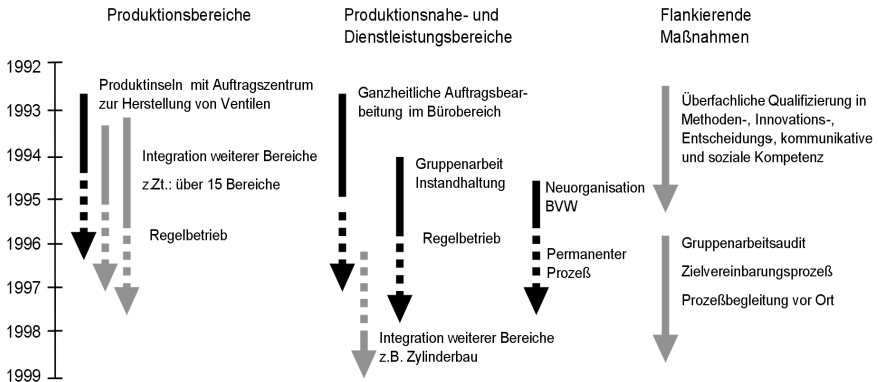 Produktionsbereiche
Produktionsnahe- und
Dienstleistungsbereiche
Flankierende
Maßnahmen
1992
1993
1994
1995
1996
1997
1998
1999
Produktinseln mit Auftragszentrum
zur Herstellung von Ventilen
Integration weiterer Bereiche
z.Zt.: über 15 Bereiche
Regelbetrieb
Ganzheitliche Auftragsbear-
beitung im Bürobereich
Gruppenarbeit
Instandhaltung
Regelbetrieb
Neuorganisation
BVW
Permanenter
Prozeß
Integration weiterer Bereiche
z.B. Zylinderbau
Überfachliche Qualifizierung in
Methoden-, Innovations-,
Entscheidungs-, kommunikative
und soziale Kompetenz
Gruppenarbeitsaudit
Zielvereinbarungsprozeß
Prozeßbegleitung vor Ort